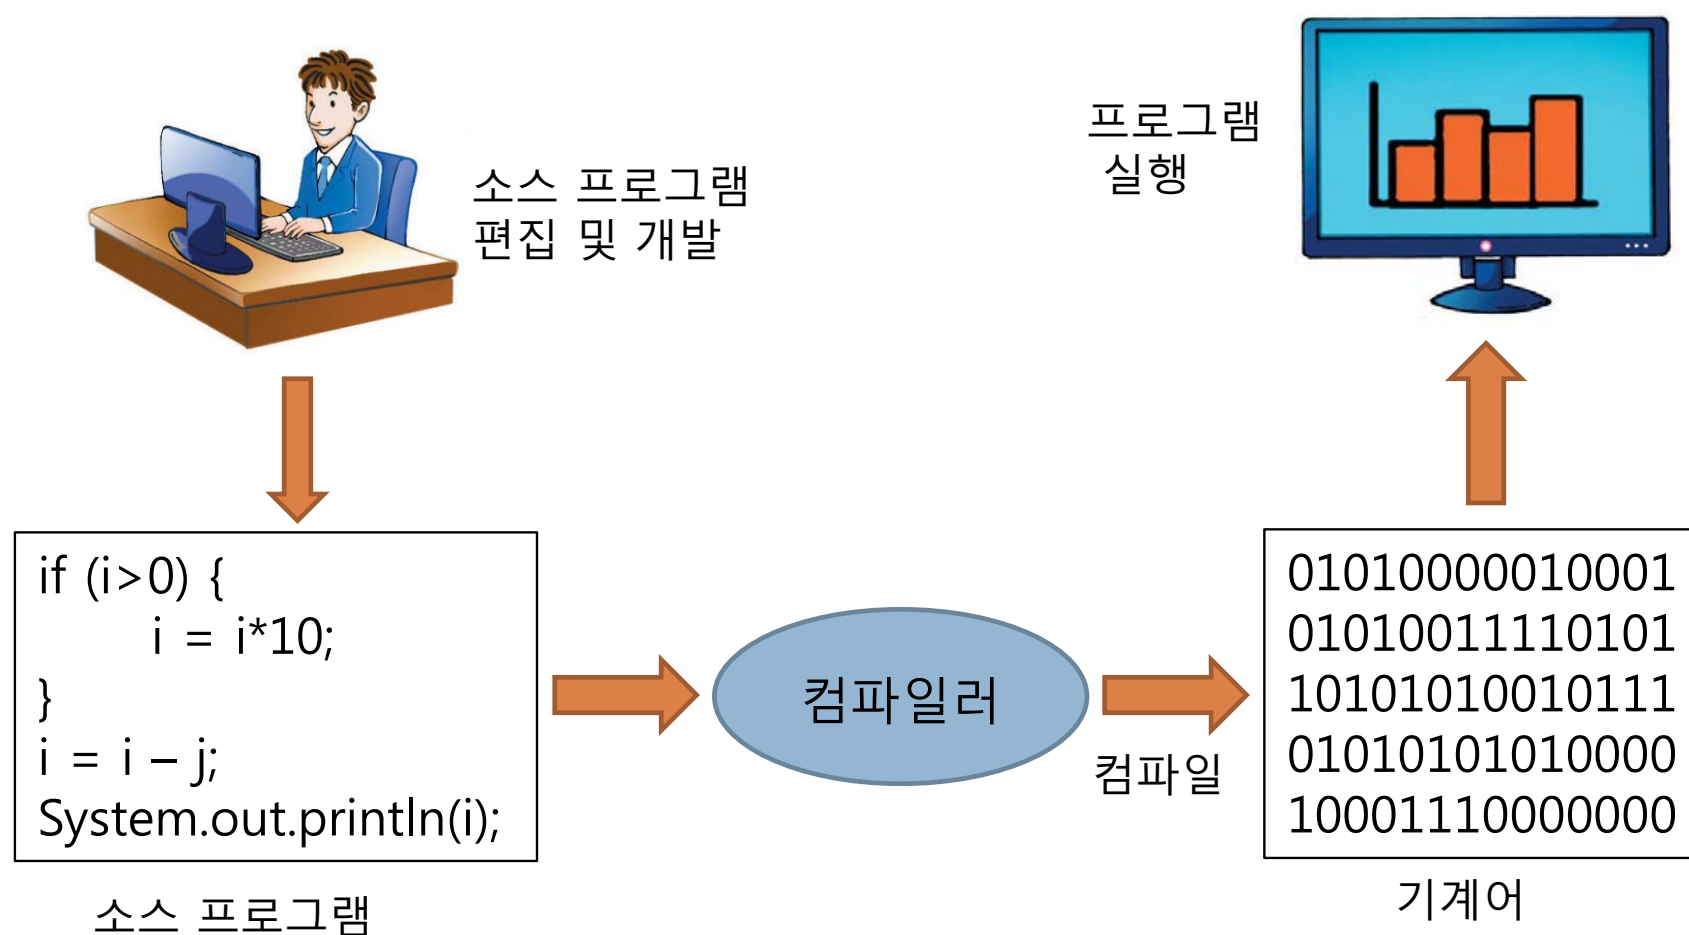 소스 프로그램
편집 및 개발
프로그램
실행
if (i>0) {
i = i*10;
}
i = i – j;
System.out.println(i);
소스 프로그램
컴파일러
컴파일
01010000010001
01010011110101
10101010010111
01010101010000
10001110000000
기계어